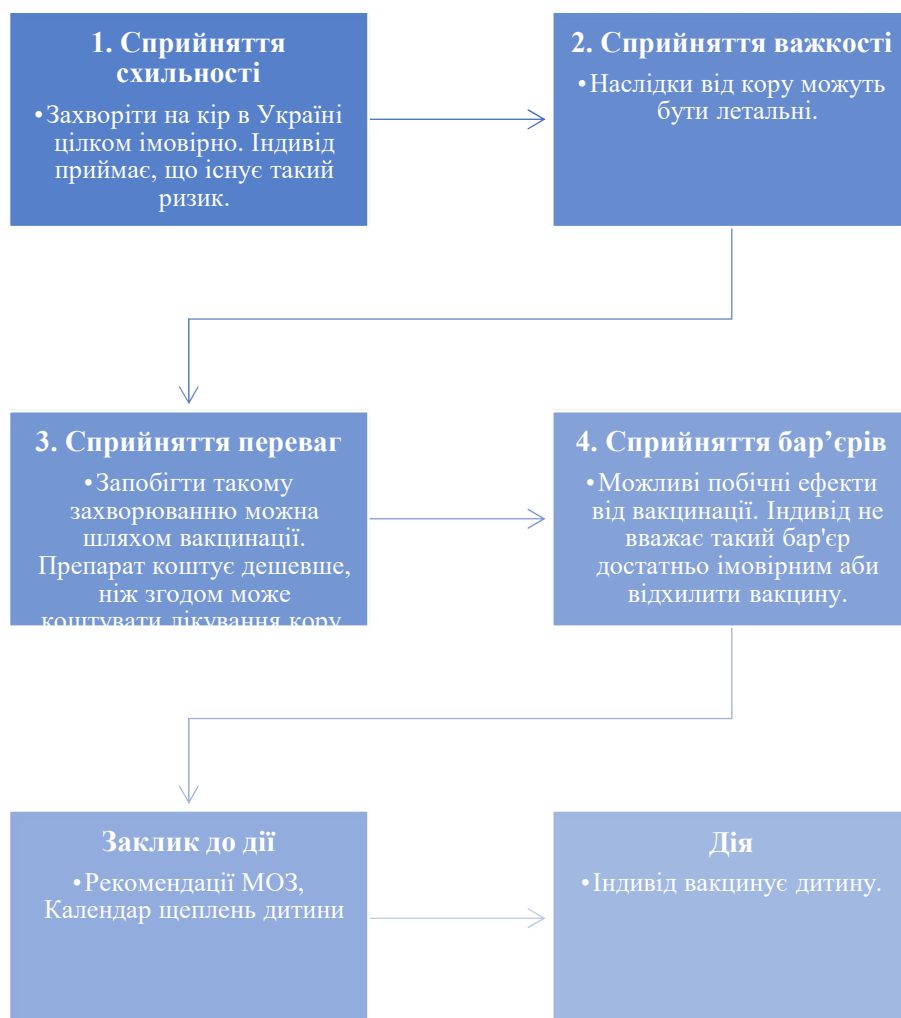 1. Сприйняття
схильності
•Захворіти на кір в Україні
цілком імовірно. Індивід
приймає, що існує такий
ризик.
2. Сприйняття важкості
•Наслідки від кору можуть
бути летальні.
3. Сприйняття переваг
•Запобігти такому
захворюванню можна
шляхом вакцинації.
Препарат коштує дешевше,
ніж згодом може
коштувати лікування кору.
4. Сприйняття бар’єрів
•Можливі побічні ефекти
від вакцинації. Індивід не
вважає такий бар'єр
достатньо імовірним аби
відхилити вакцину.
Заклик до дії
•Рекомендації МОЗ,
Календар щеплень дитини
Дія
•Індивід вакцинує дитину.